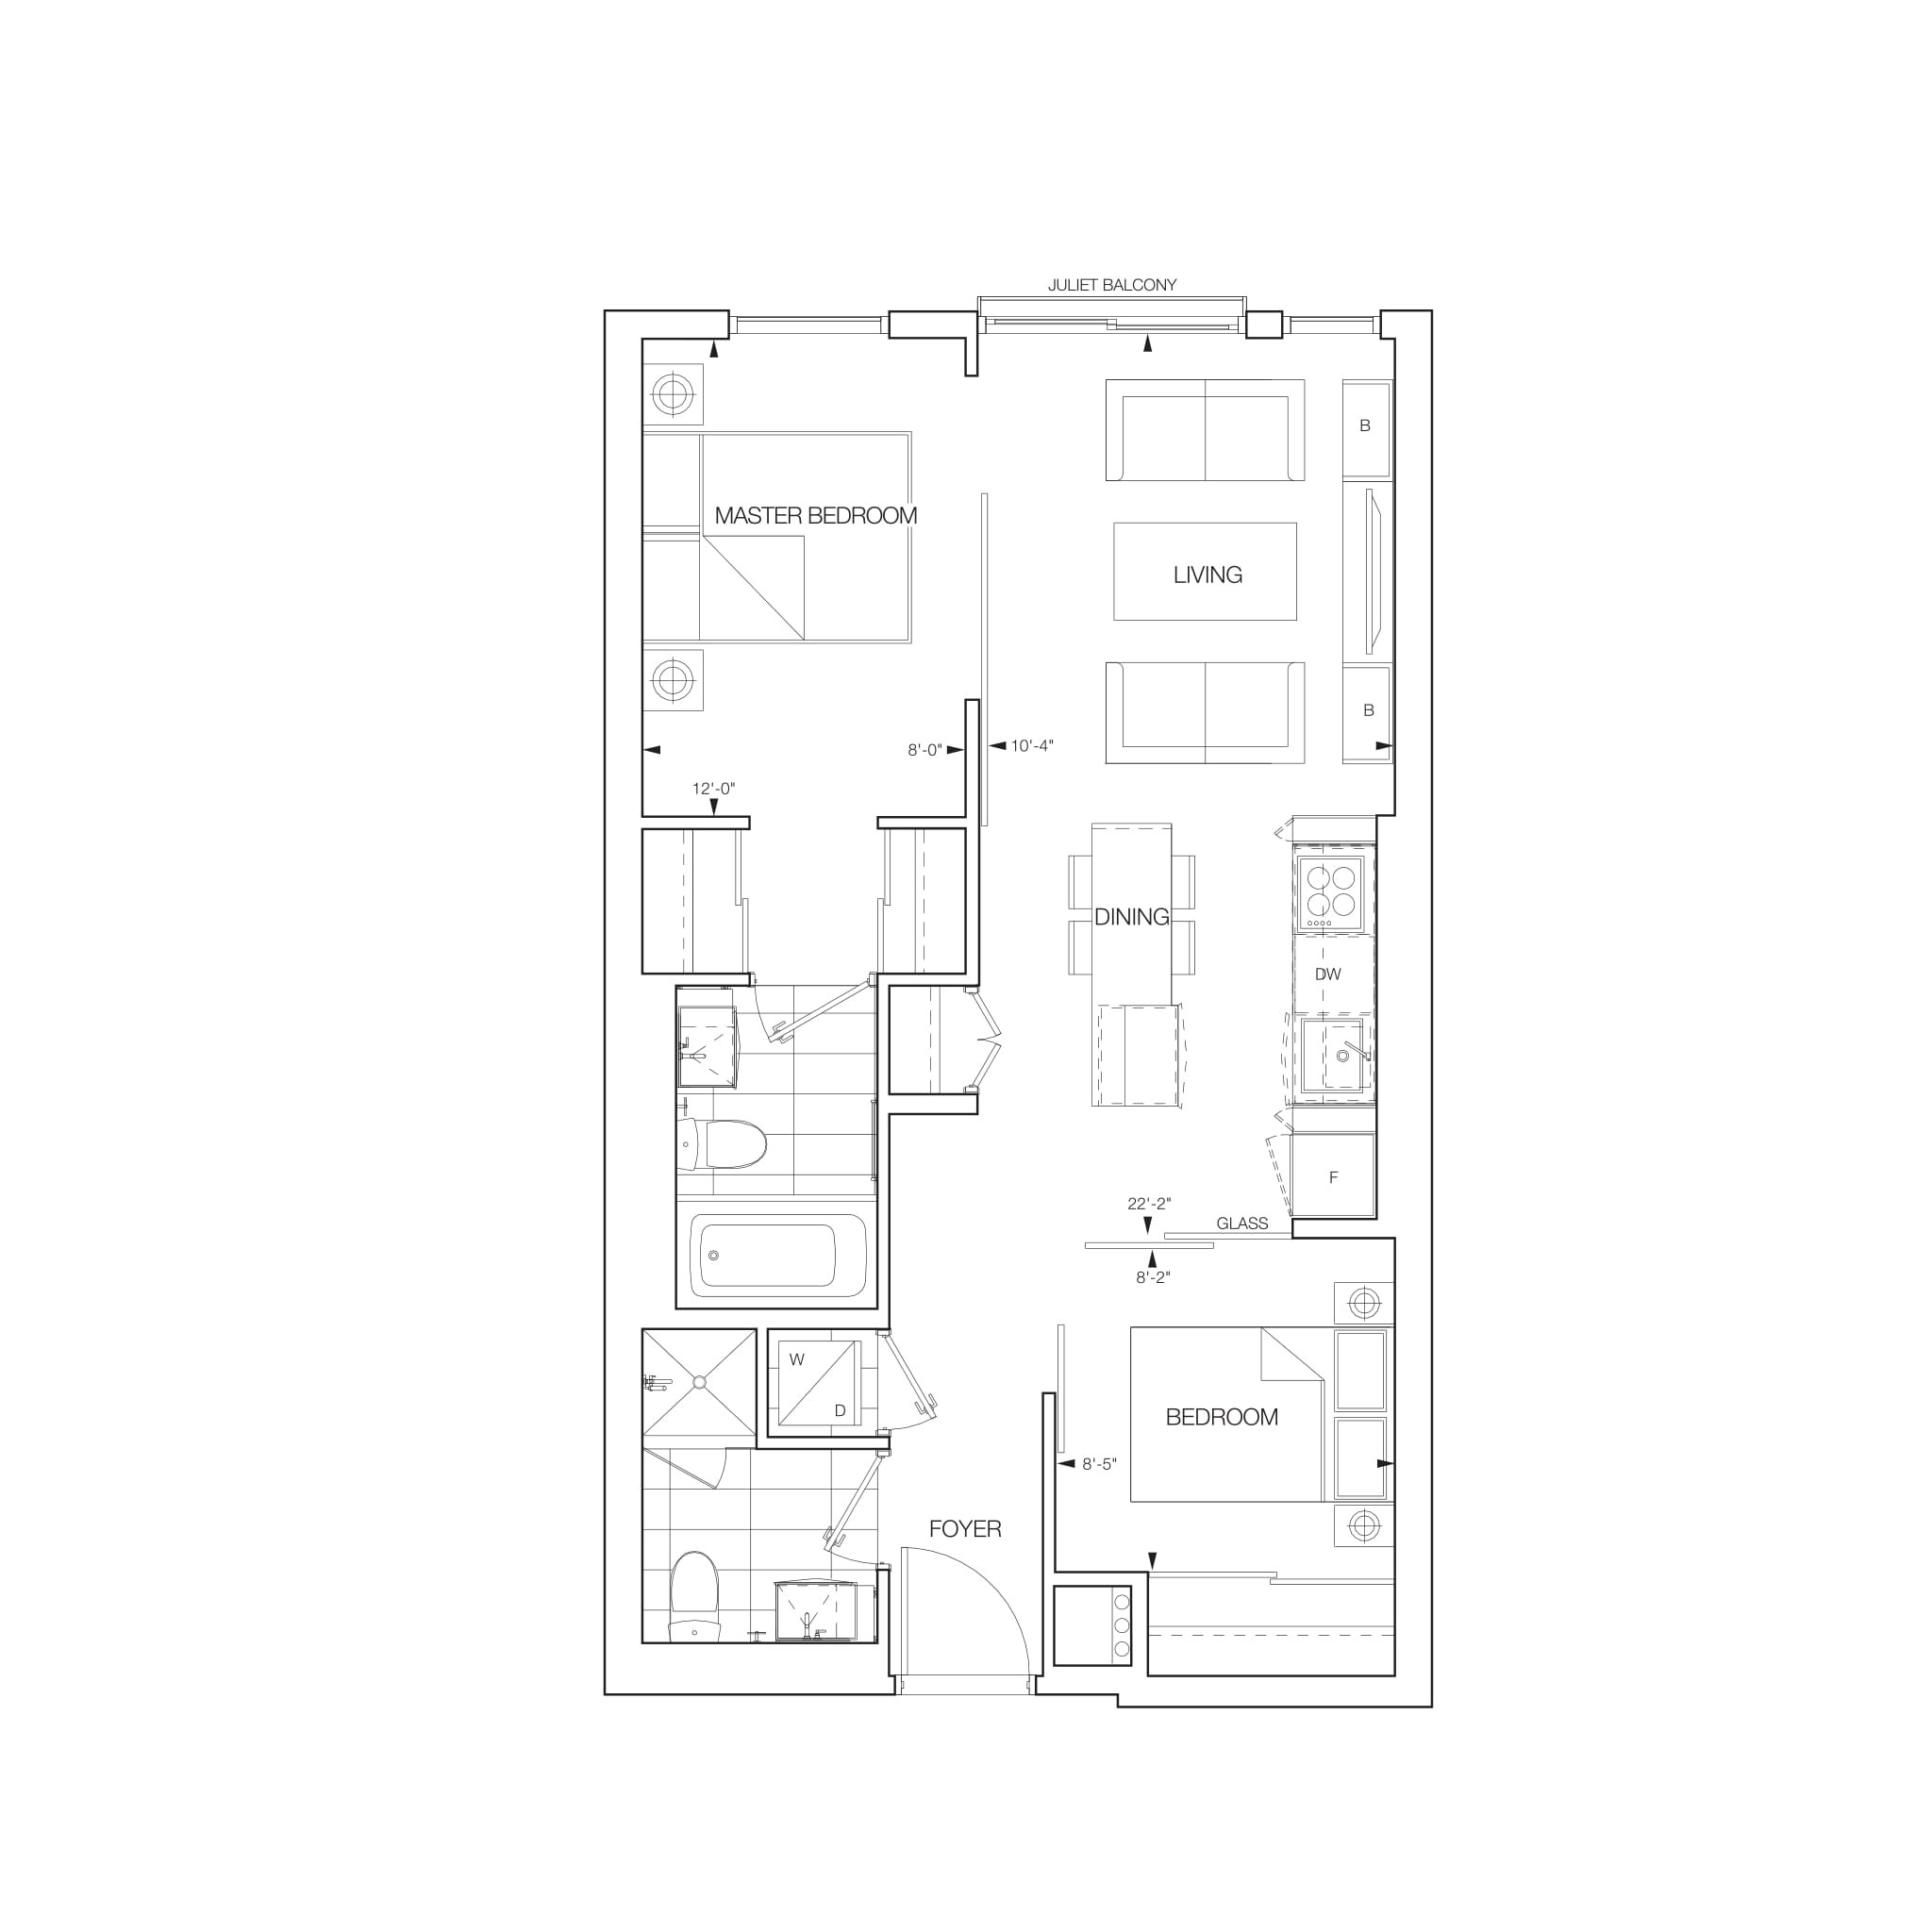 JULIET BALCONY
B
MASTER BEDROOM
LIVING
B
8'-0"
10'-4"
12'-0"
DINING
DW
F
22'-2"
GLASS
8'-2"
W
D
BEDROOM
8'-5"
FOYER